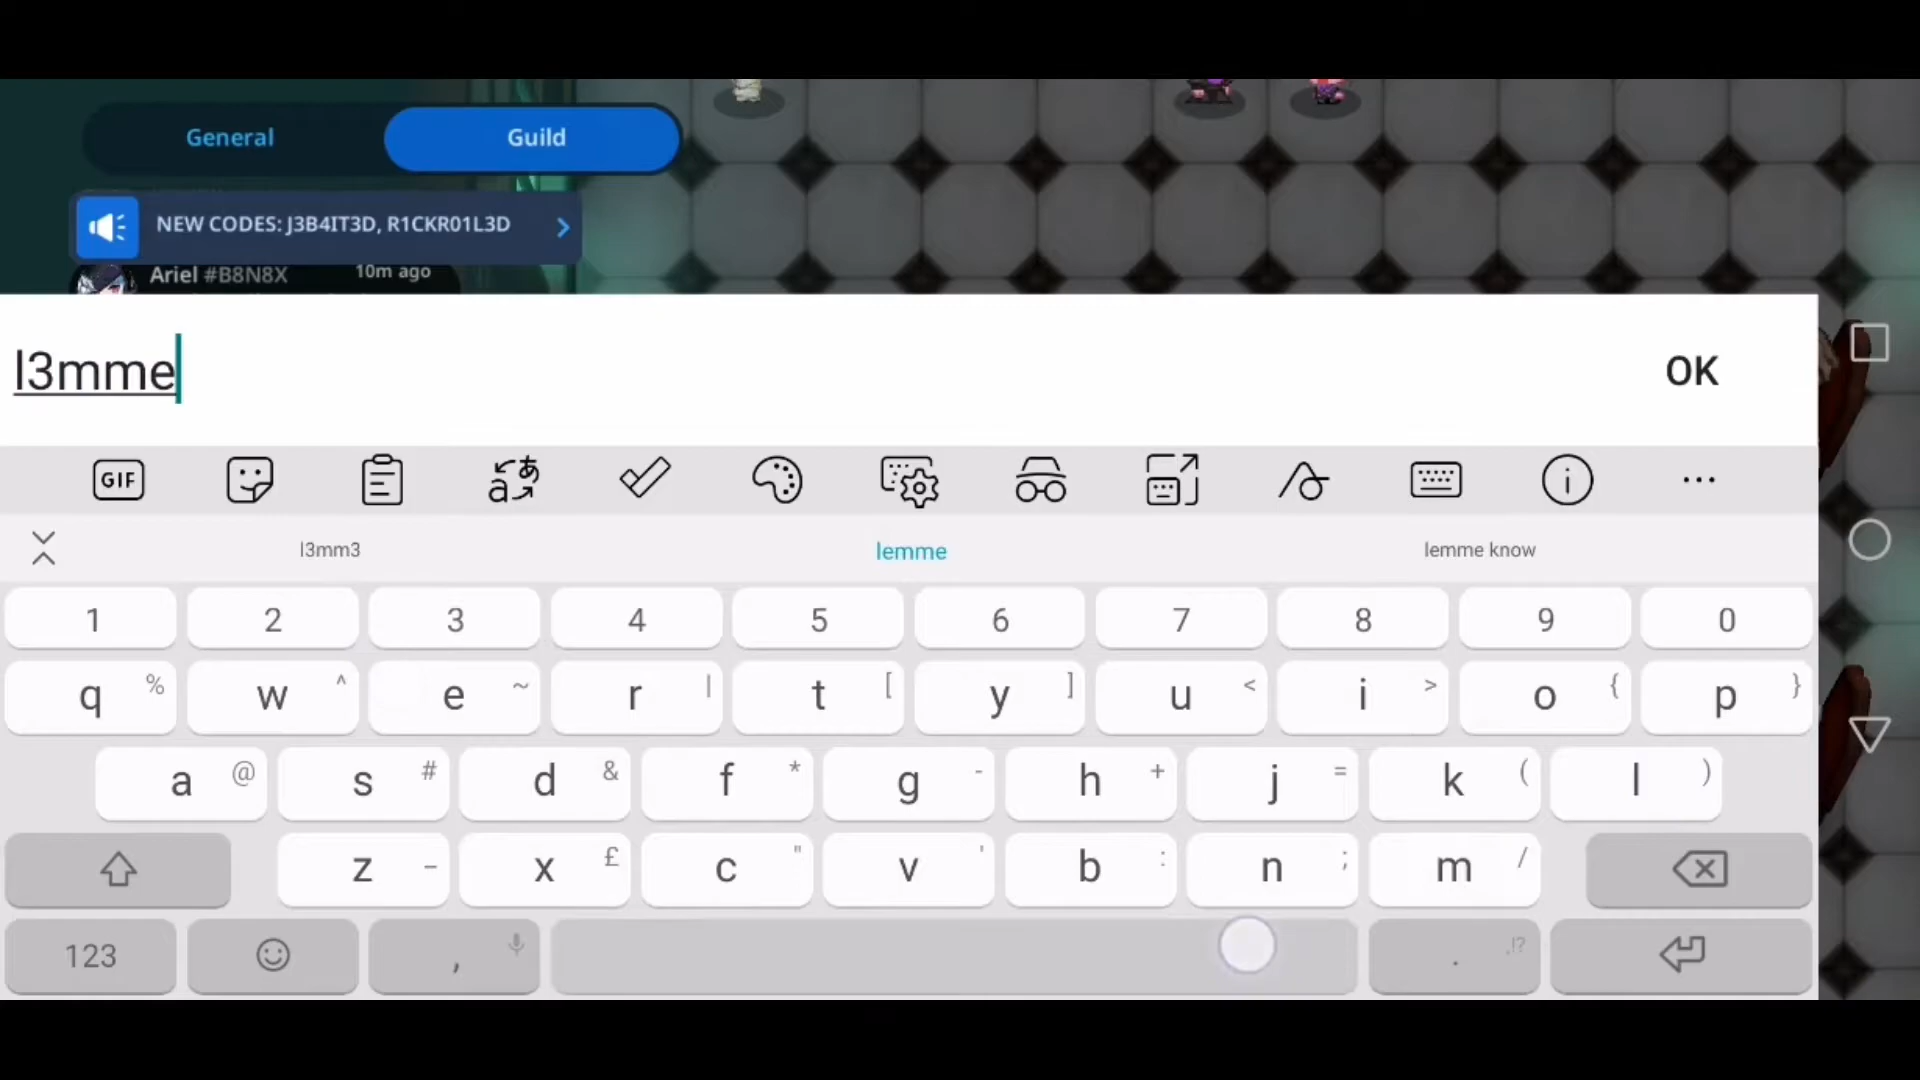 General Guild
NEW CODES: J3B4IT3D, R1CKR01L3D
Ariel #B8N8X 10m ago
l3mme
OK
GIF
l3mm3 lemme lemme know
1 2 3 4 5 6 7 8 9 0
q % w ^ e ~ r | t [ y ] u < i > o { p }
a @ s # d & f * g - h + j = k ( l )
z _ x £ c " v ' b : n ; m /
123 , . .!?